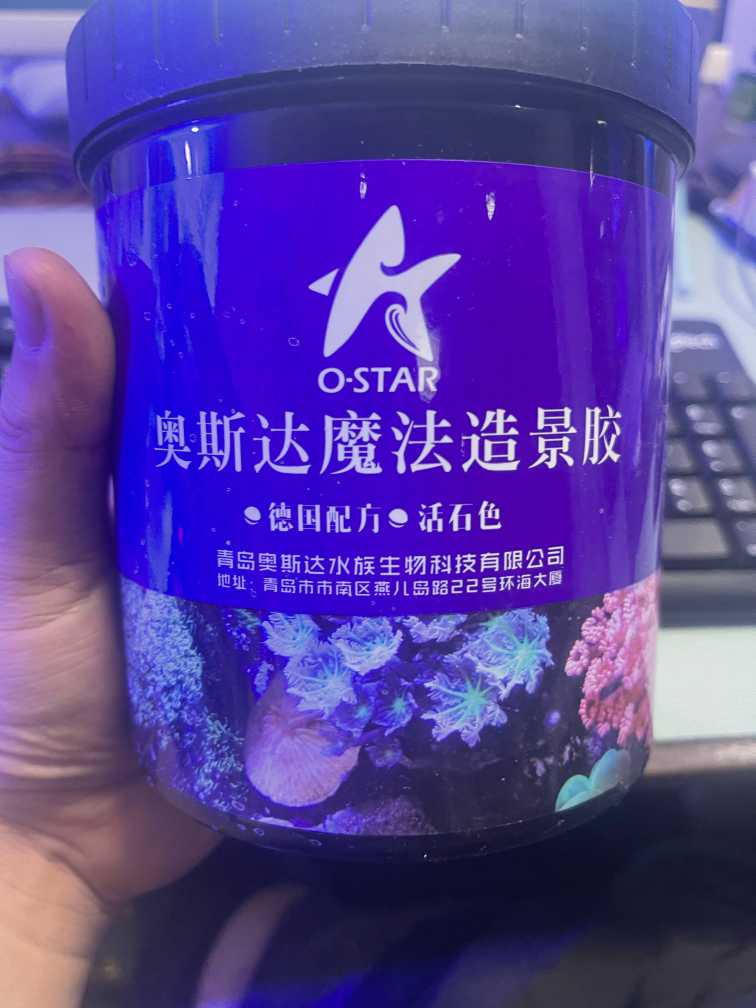 O-STAR
奥斯达魔法造景胶
德国配方 活石色
青岛奥斯达水族生物科技有限公司
地址：青岛市市南区燕儿岛路22号环海大厦